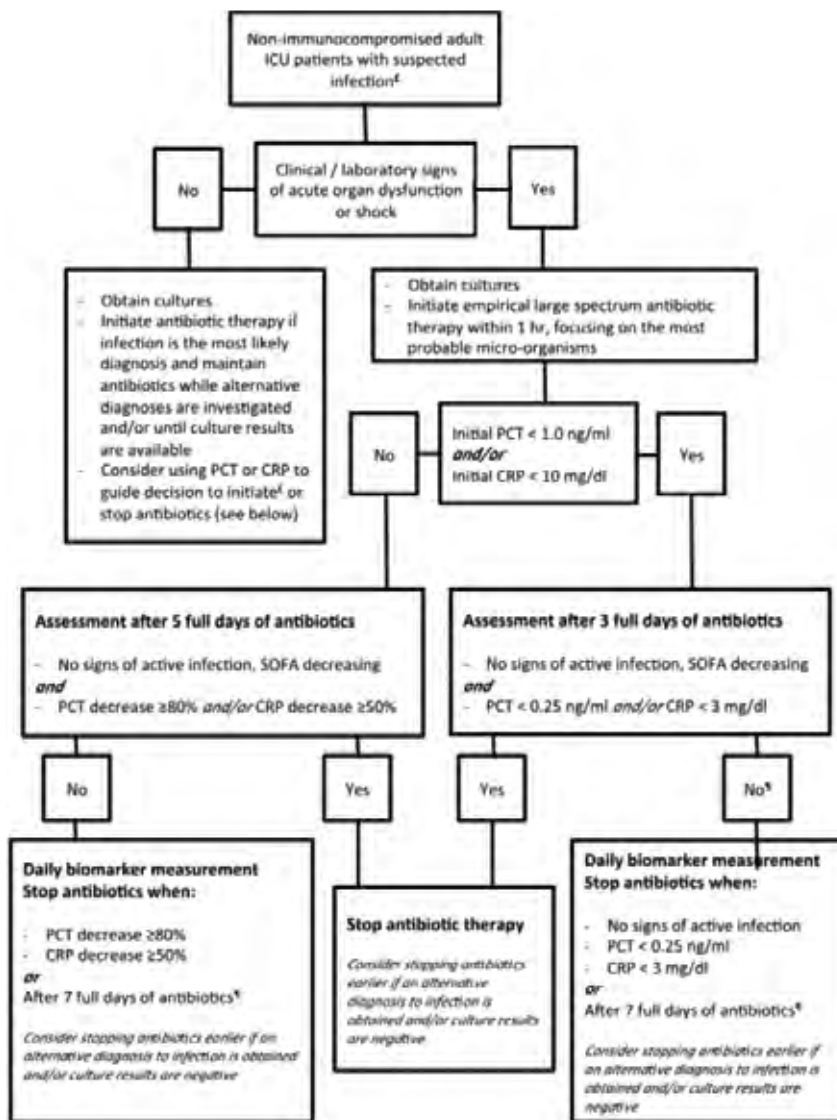 Non-immunocompromised adult
ICU patients with suspected
infection£
Clinical / laboratory signs
of acute organ dysfunction
or shock
No
Yes
- Obtain cultures
- Initiate antibiotic therapy if
infection is the most likely
diagnosis and maintain
antibiotics while alternative
diagnoses are investigated
and/or until culture results
are available
- Consider using PCT or CRP to
guide decision to initiate£ or
stop antibiotics (see below)
- Obtain cultures
- Initiate empirical large spectrum antibiotic
therapy within 1 hr, focusing on the most
probable micro-organisms
No
Initial PCT < 1.0 ng/ml
and/or
Initial CRP < 10 mg/dl
Yes
Assessment after 5 full days of antibiotics
- No signs of active infection, SOFA decreasing
and
- PCT decrease ≥80% and/or CRP decrease ≥50%
Assessment after 3 full days of antibiotics
- No signs of active infection, SOFA decreasing
and
- PCT < 0.25 ng/ml and/or CRP < 3 mg/dl
No
Yes
Yes
No¶
Daily biomarker measurement
Stop antibiotics when:
- PCT decrease ≥80%
- CRP decrease ≥50%
or
After 7 full days of antibiotics¶
Consider stopping antibiotics earlier if an
alternative diagnosis to infection is obtained
and/or culture results are negative
Stop antibiotic therapy
Consider stopping antibiotics
earlier if an alternative
diagnosis to infection is
obtained and/or culture results
are negative
Daily biomarker measurement
Stop antibiotics when:
- No signs of active infection
- PCT < 0.25 ng/ml
- CRP < 3 mg/dl
or
After 7 full days of antibiotics¶
Consider stopping antibiotics earlier if
an alternative diagnosis to infection is
obtained and/or culture results are
negative